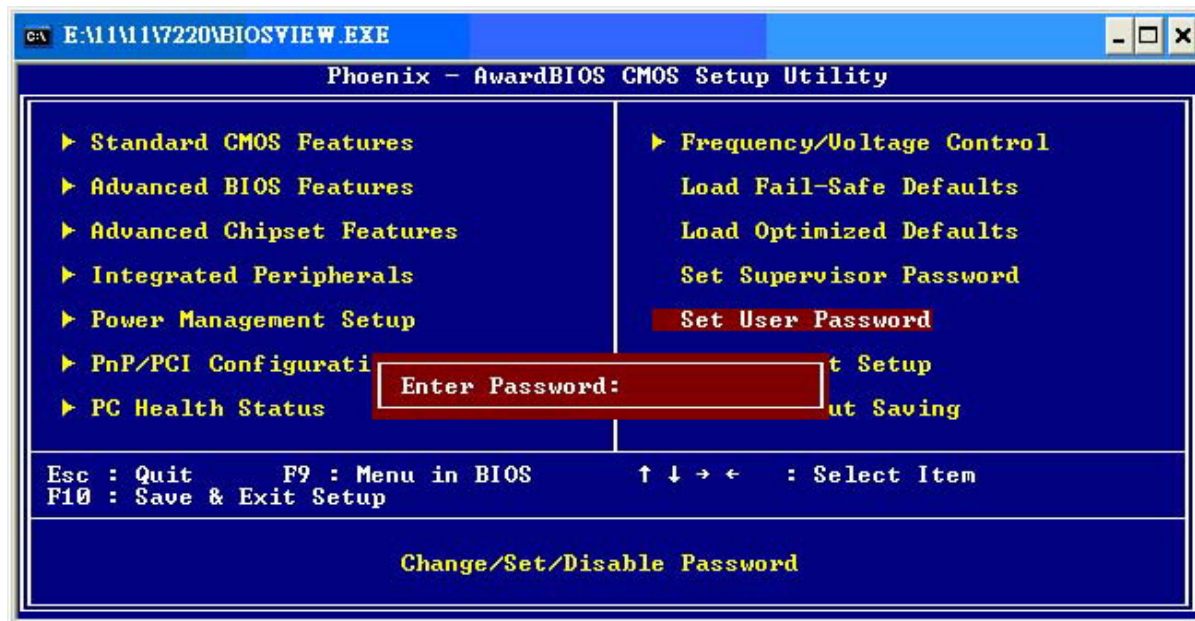 E:\11\11\7220\BIOSVIEW.EXE
Phoenix - AwardBIOS CMOS Setup Utility
Standard CMOS Features
Advanced BIOS Features
Advanced Chipset Features
Integrated Peripherals
Power Management Setup
PnP/PCI Configurati
PC Health Status
Frequency/Voltage Control
Load Fail-Safe Defaults
Load Optimized Defaults
Set Supervisor Password
Set User Password
t Setup
ut Saving
Enter Password:
Esc : Quit F9 : Menu in BIOS ↑ ↓ → ← : Select Item
F10 : Save & Exit Setup
Change/Set/Disable Password